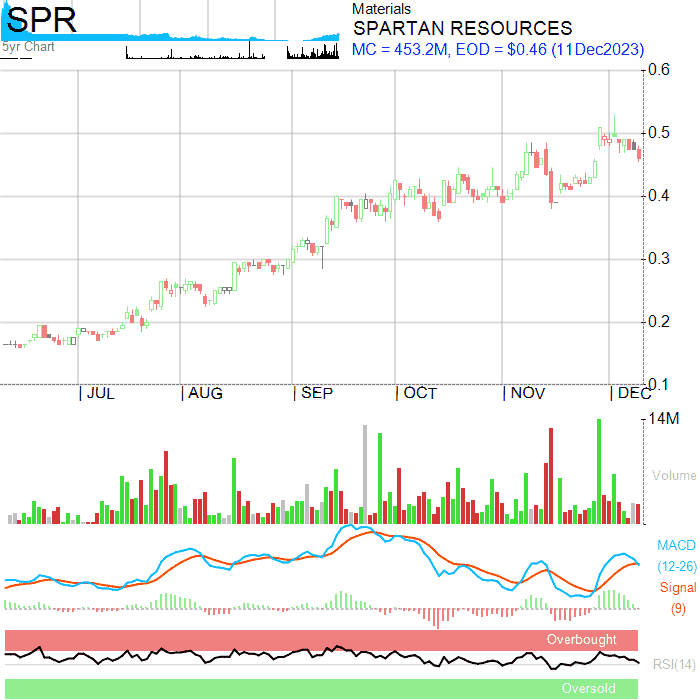 SPR
5yr Chart
Materials
SPARTAN RESOURCES
MC = 453.2M, EOD = $0.46 (11Dec2023)
0.6
0.5
0.4
0.3
0.2
0.1
JUL AUG SEP OCT NOV DEC
14M
Volume
MACD
(12-26)
Signal
(9)
Overbought
RSI(14)
Oversold